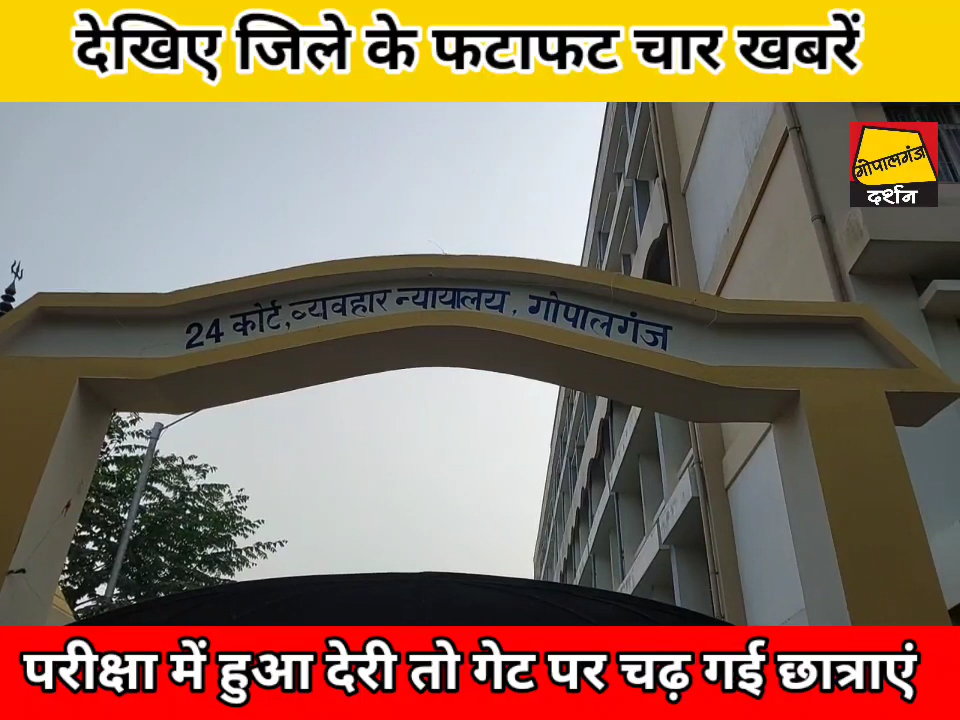 देखिए जिले के फटाफट चार खबरें
गोपालगंज
दर्शन
24 कोर्ट, व्यवहार न्यायालय, गोपालगंज
परीक्षा में हुआ देरी तो गेट पर चढ़ गई छात्राएं